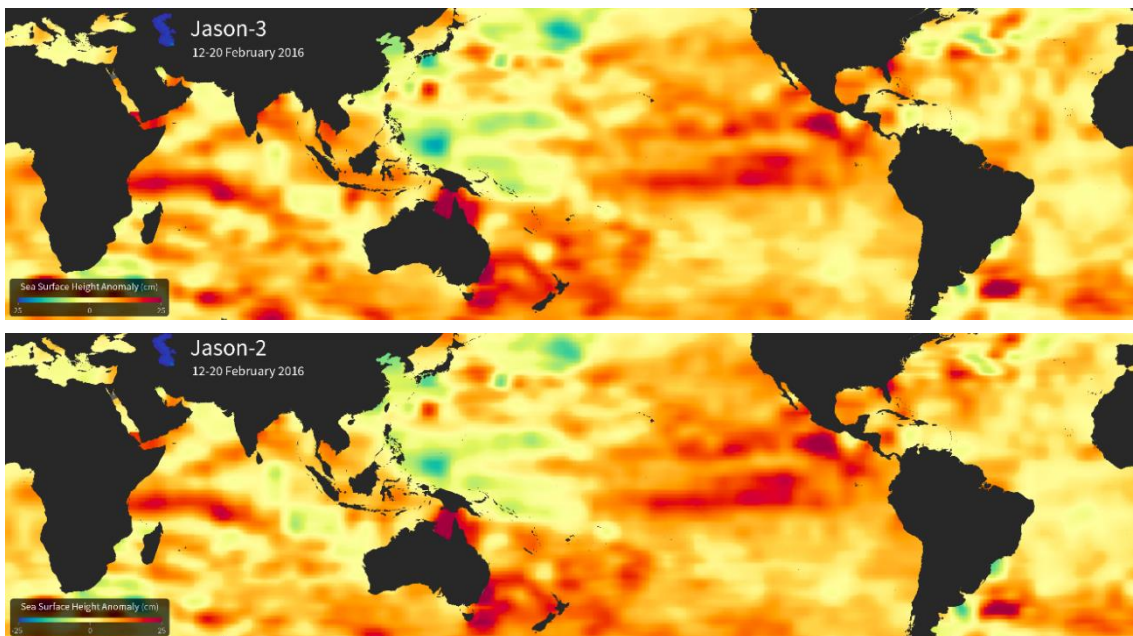 Jason-3
12-20 February 2016
Sea Surface Height Anomaly (cm)
25 0 25
Jason-2
12-20 February 2016
Sea Surface Height Anomaly (cm)
-25 0 25